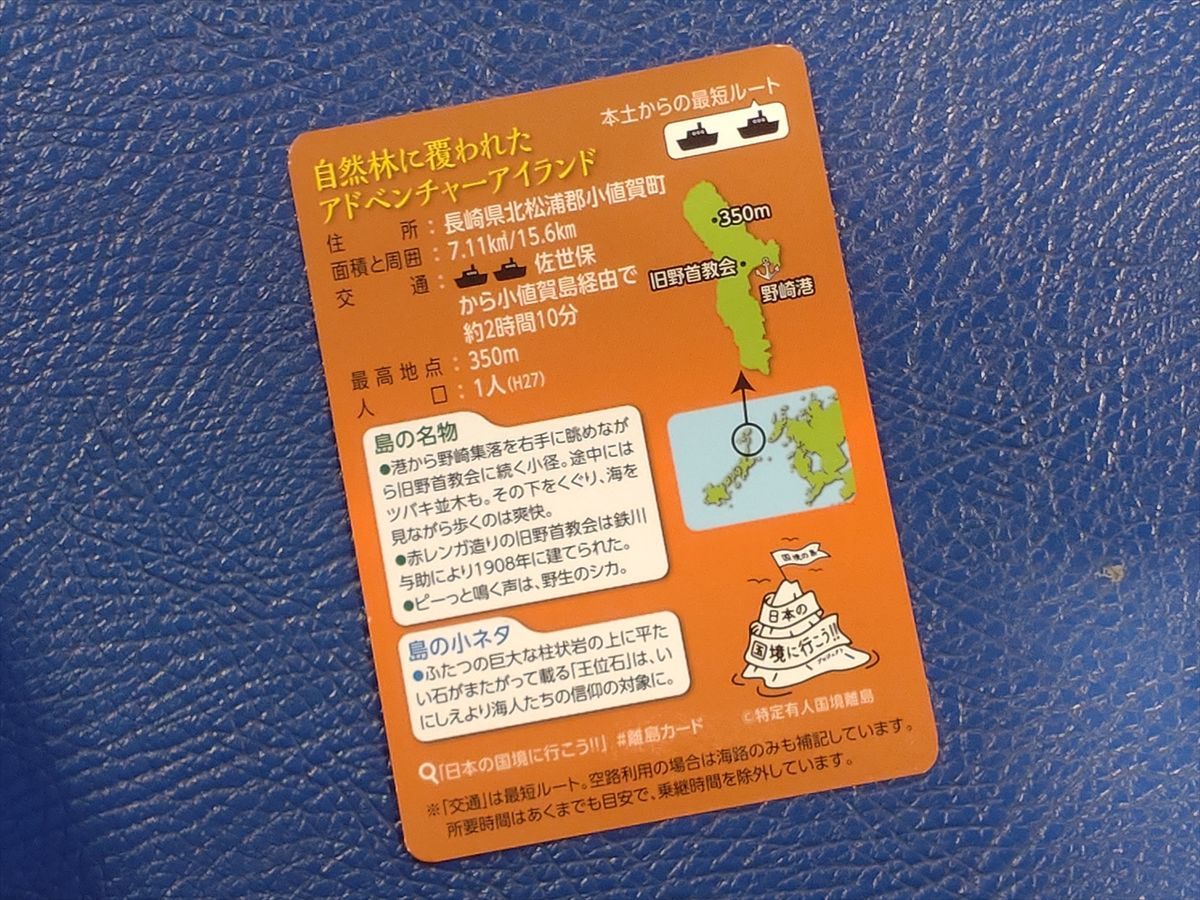 本土からの最短ルート
自然林に覆われた
アドベンチャーアイランド
住所：長崎県北松浦郡小値賀町
面積と周囲：7.11㎢/15.6km
交通：佐世保
から小値賀島経由で
約2時間10分
最高地点：350m
人口：1人(H27)
350m
旧野首教会
野崎港
島の名物
●港から野崎集落を右手に眺めなが
ら旧野首教会に続く小径。途中には
ツバキ並木も。その下をくぐり、海を
見ながら歩くのは爽快。
●赤レンガ造りの旧野首教会は鉄川
与助により1908年に建てられた。
●ピーっと鳴く声は、野生のシカ。
島の小ネタ
●ふたつの巨大な柱状岩の上に平た
い石がまたがって載る「王位石」は、い
にしえより海人たちの信仰の対象に。
国境の島
日本の
国境に行こう!!
©特定有人国境離島
「日本の国境に行こう!!」 #離島カード
※「交通」は最短ルート。空路利用の場合は海路のみも補記しています。
所要時間はあくまでも目安で、乗継時間を除外しています。